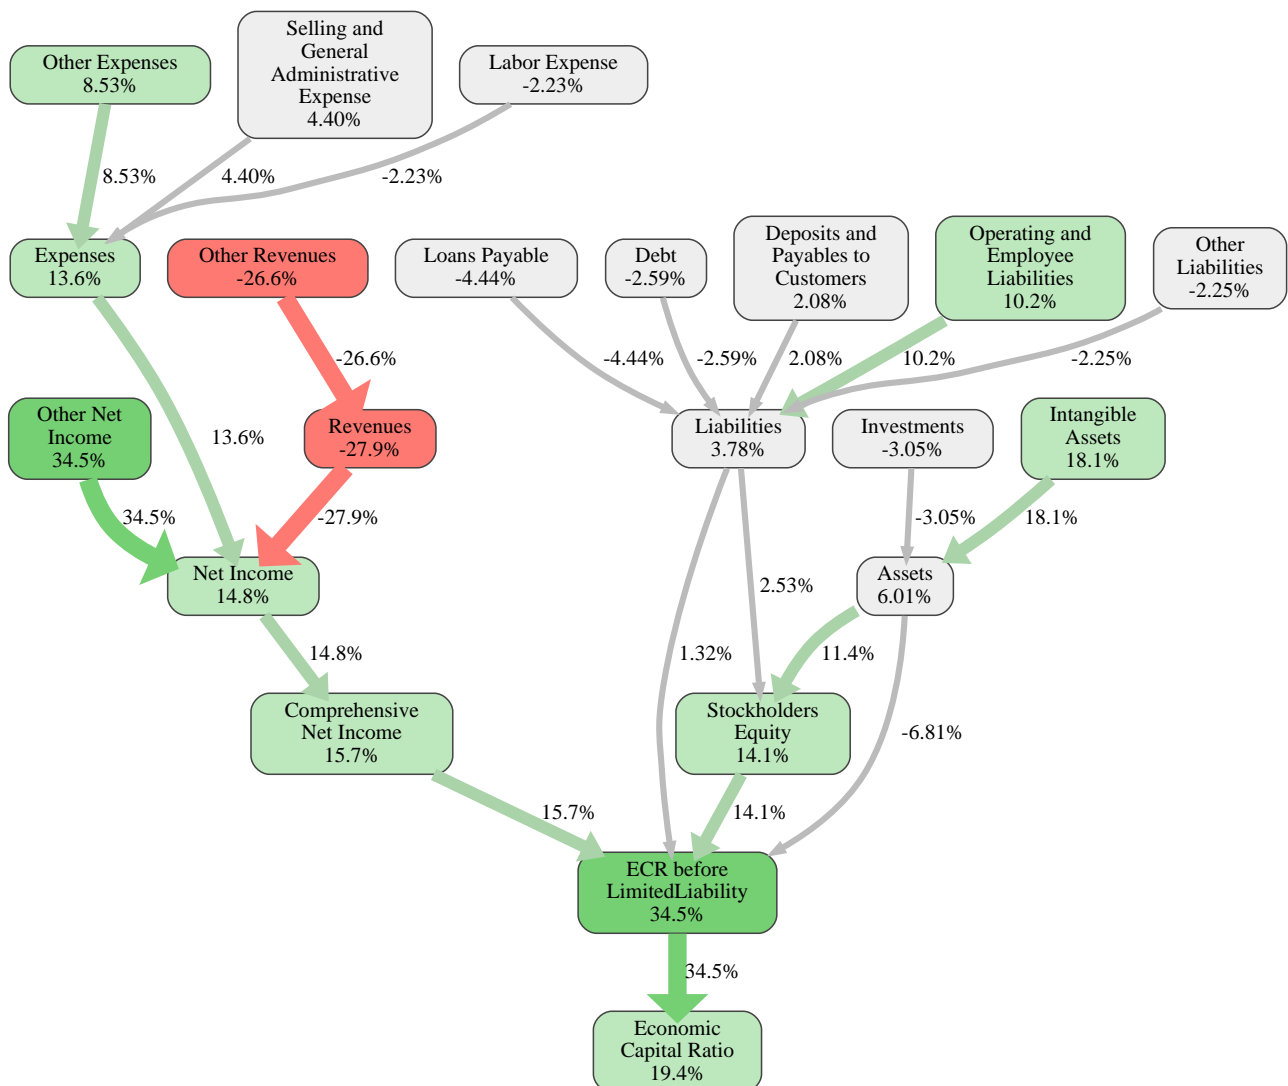 Other Expenses
8.53%
Selling and
General
Administrative
Expense
4.40%
Labor Expense
-2.23%
8.53%
4.40%
-2.23%
Expenses
13.6%
Other Revenues
-26.6%
Loans Payable
-4.44%
Debt
-2.59%
Deposits and
Payables to
Customers
2.08%
Operating and
Employee
Liabilities
10.2%
Other
Liabilities
-2.25%
-26.6%
-4.44%
-2.59%
2.08%
10.2%
-2.25%
Other Net
Income
34.5%
13.6%
Revenues
-27.9%
Liabilities
3.78%
Investments
-3.05%
Intangible
Assets
18.1%
34.5%
-27.9%
-3.05%
18.1%
Net Income
14.8%
2.53%
Assets
6.01%
14.8%
1.32%
11.4%
-6.81%
Comprehensive
Net Income
15.7%
Stockholders
Equity
14.1%
15.7%
14.1%
ECR before
LimitedLiability
34.5%
34.5%
Economic
Capital Ratio
19.4%